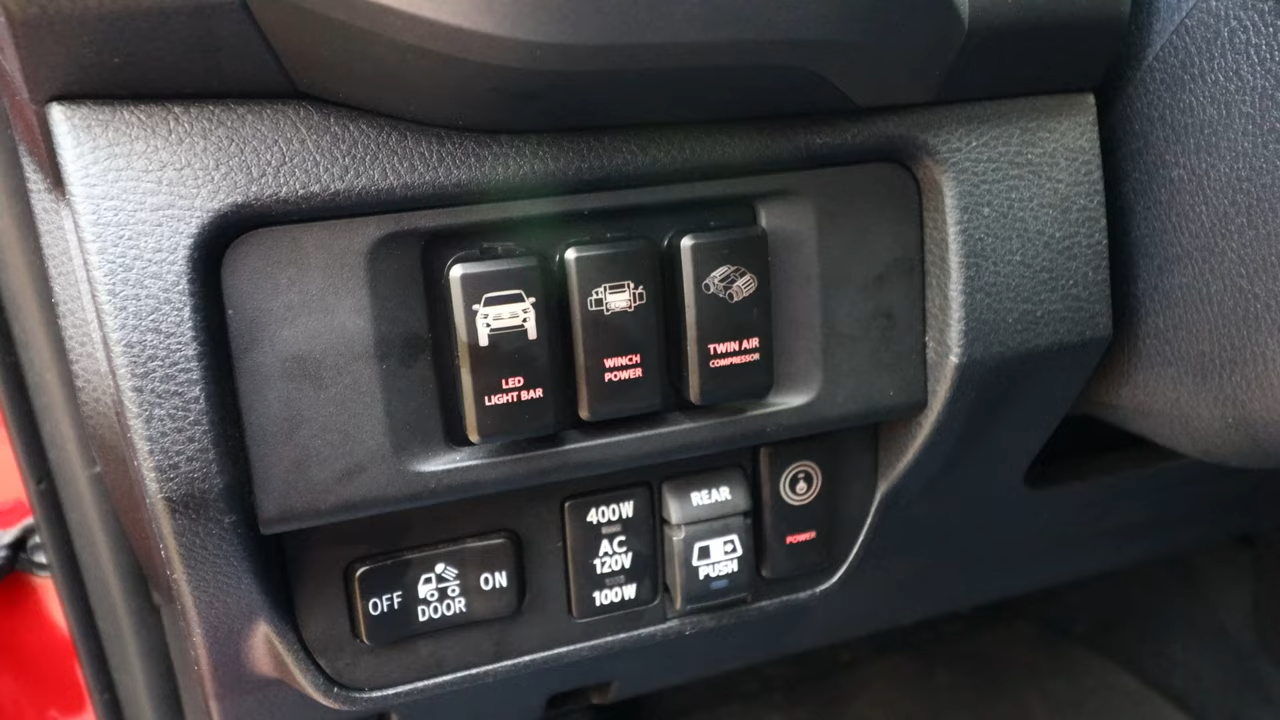 LED
LIGHT BAR
WINCH
POWER
TWIN AIR
COMPRESSOR
OFF DOOR ON
400W
AC
120V
100W
REAR
PUSH
POWER